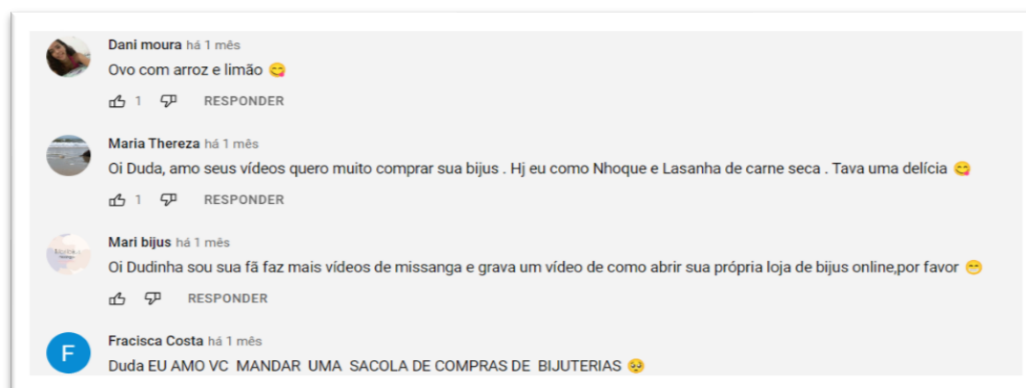 Dani moura há 1 mês
Ovo com arroz e limão 😋
1 RESPONDER
Maria Thereza há 1 mês
Oi Duda, amo seus vídeos quero muito comprar sua bijus . Hj eu como Nhoque e Lasanha de carne seca . Tava uma delícia 😋
1 RESPONDER
Mari bijus há 1 mês
Oi Dudinha sou sua fã faz mais vídeos de missanga e grava um vídeo de como abrir sua própria loja de bijus online,por favor 😁
RESPONDER
F
Fracisca Costa há 1 mês
Duda EU AMO VC MANDAR UMA SACOLA DE COMPRAS DE BIJUTERIAS 🥺